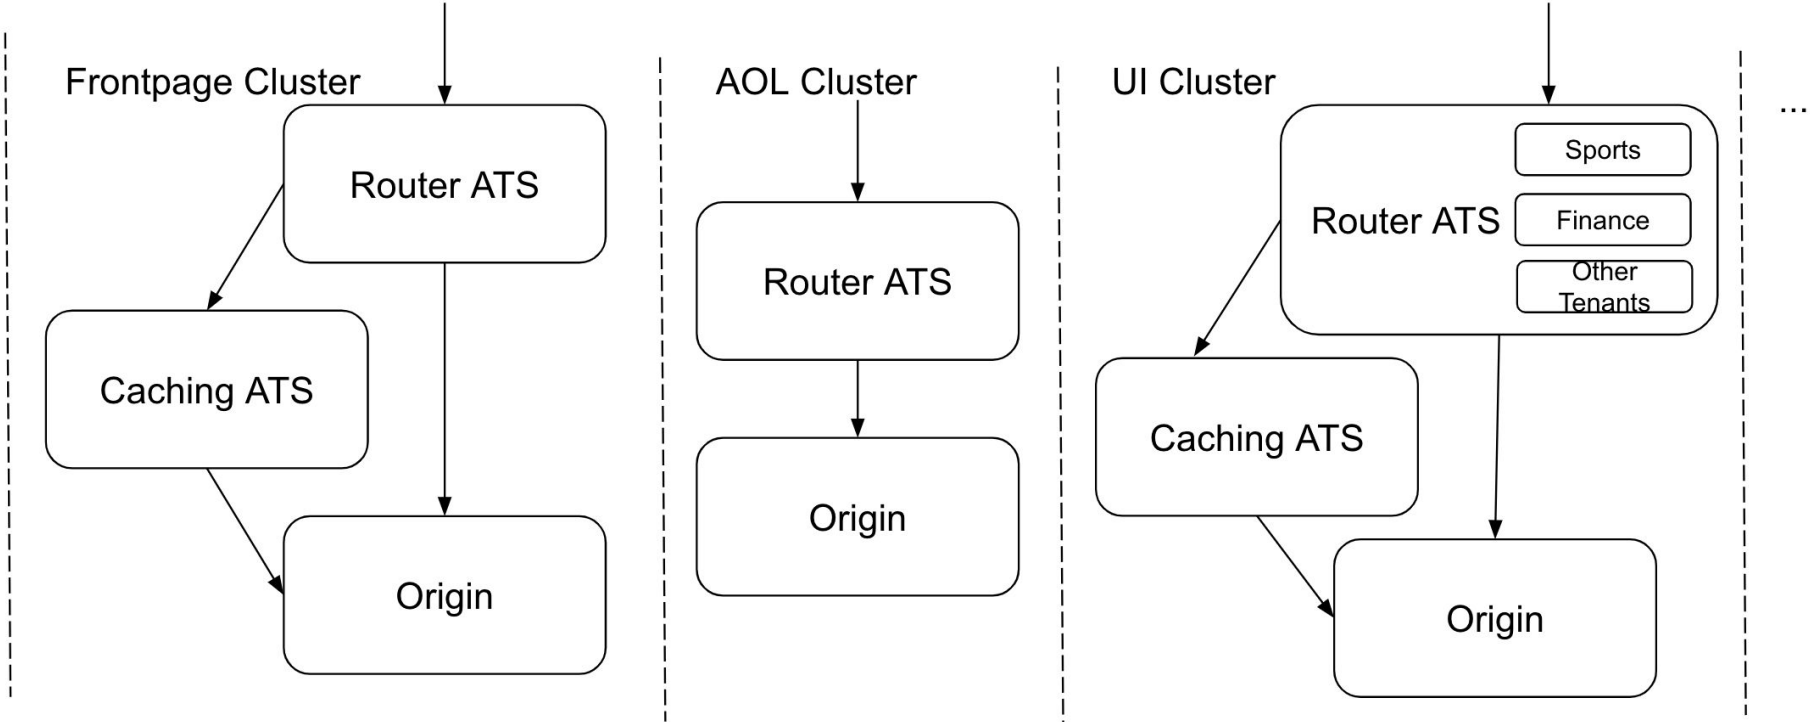 Frontpage Cluster
Router ATS
Caching ATS
Origin
AOL Cluster
Router ATS
Origin
UI Cluster
Router ATS
Sports
Finance
Other
Tenants
Caching ATS
Origin
...